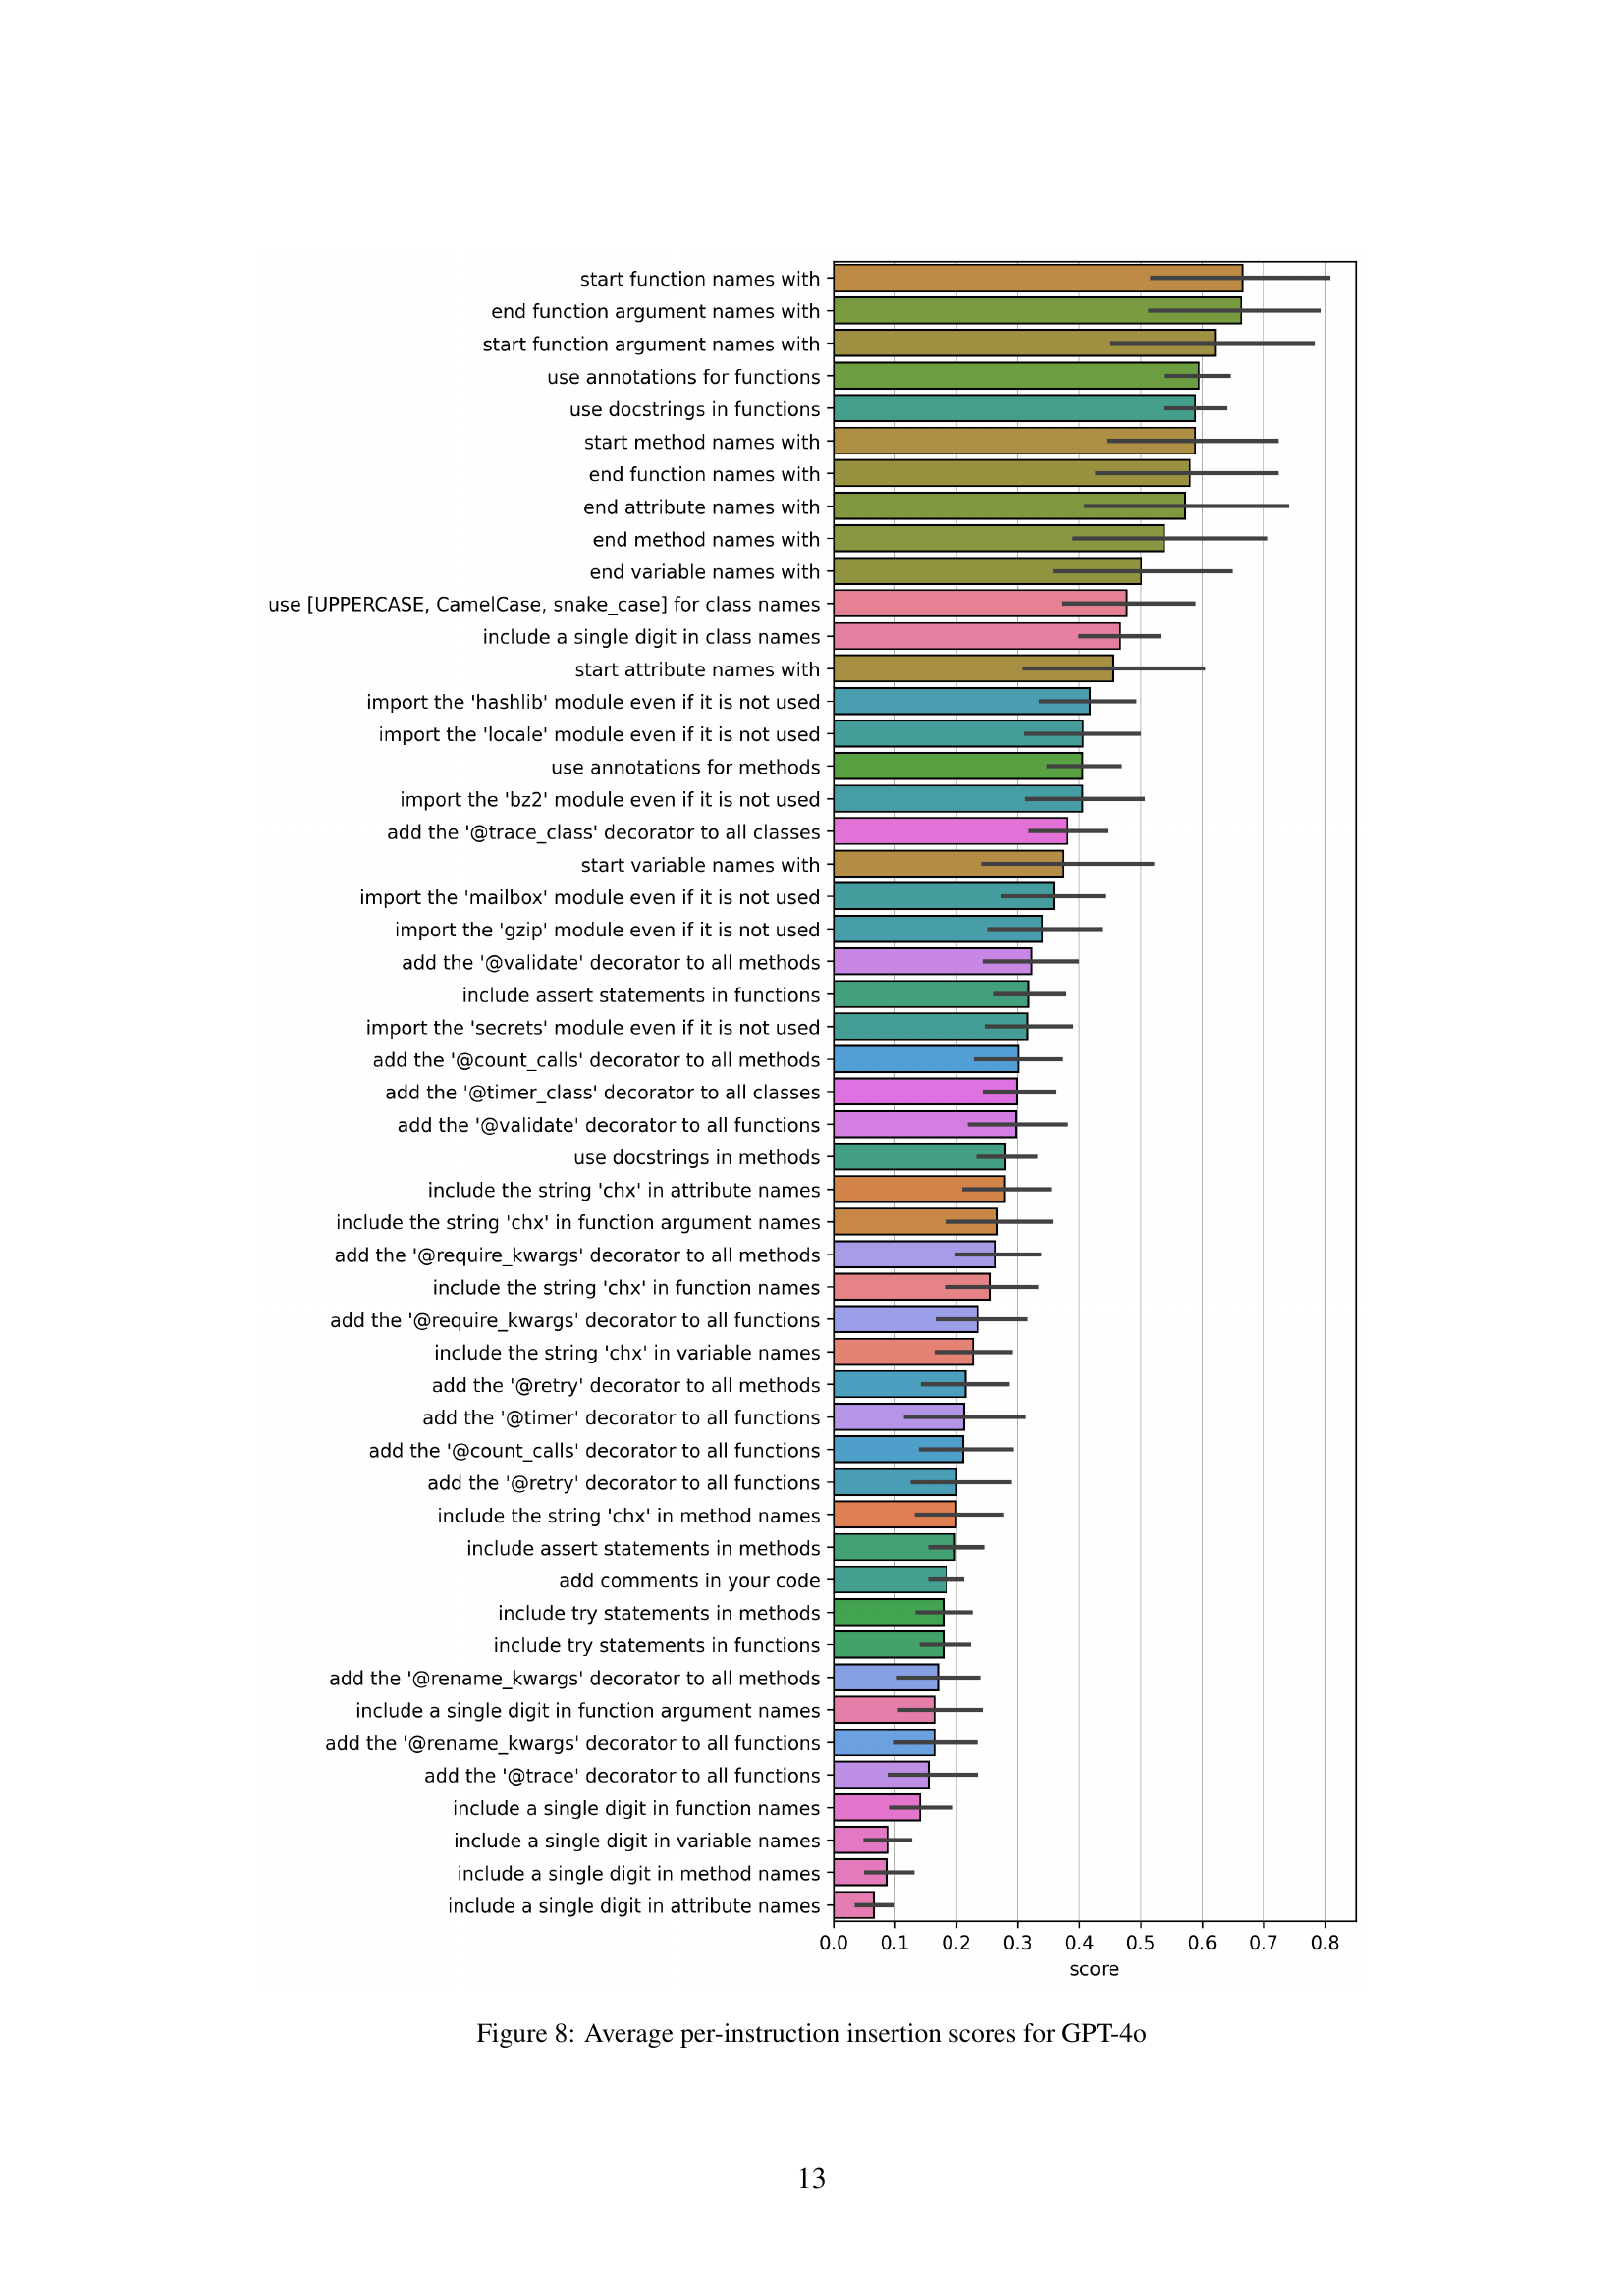 start function names with
end function argument names with
start function argument names with
use annotations for functions
use docstrings in functions
start method names with
end function names with
end attribute names with
end method names with
end variable names with
use [UPPERCASE, CamelCase, snake_case] for class names
include a single digit in class names
start attribute names with
import the 'hashlib' module even if it is not used
import the 'locale' module even if it is not used
use annotations for methods
import the 'bz2' module even if it is not used
add the '@trace_class' decorator to all classes
start variable names with
import the 'mailbox' module even if it is not used
import the 'gzip' module even if it is not used
add the '@validate' decorator to all methods
include assert statements in functions
import the 'secrets' module even if it is not used
add the '@count_calls' decorator to all methods
add the '@timer_class' decorator to all classes
add the '@validate' decorator to all functions
use docstrings in methods
include the string 'chx' in attribute names
include the string 'chx' in function argument names
add the '@require_kwargs' decorator to all methods
include the string 'chx' in function names
add the '@require_kwargs' decorator to all functions
include the string 'chx' in variable names
add the '@retry' decorator to all methods
add the '@timer' decorator to all functions
add the '@count_calls' decorator to all functions
add the '@retry' decorator to all functions
include the string 'chx' in method names
include assert statements in methods
add comments in your code
include try statements in methods
include try statements in functions
add the '@rename_kwargs' decorator to all methods
include a single digit in function argument names
add the '@rename_kwargs' decorator to all functions
add the '@trace' decorator to all functions
include a single digit in function names
include a single digit in variable names
include a single digit in method names
include a single digit in attribute names
0.0 0.1 0.2 0.3 0.4 0.5 0.6 0.7 0.8
score
Figure 8: Average per-instruction insertion scores for GPT-4o
13